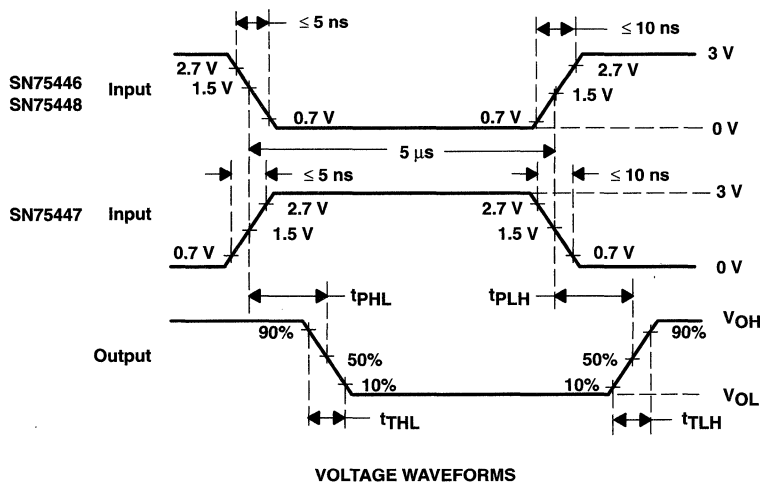 ≤ 5 ns ≤ 10 ns
3 V
2.7 V 2.7 V
SN75446 Input 1.5 V 1.5 V
SN75448
0.7 V 0.7 V
0 V
5 μs
≤ 5 ns ≤ 10 ns
3 V
SN75447 Input 2.7 V 2.7 V
1.5 V 1.5 V
0.7 V 0.7 V
0 V
tPHL tPLH
VOH
90% 90%
Output 50% 50%
10% 10%
VOL
tTHL tTLH
VOLTAGE WAVEFORMS